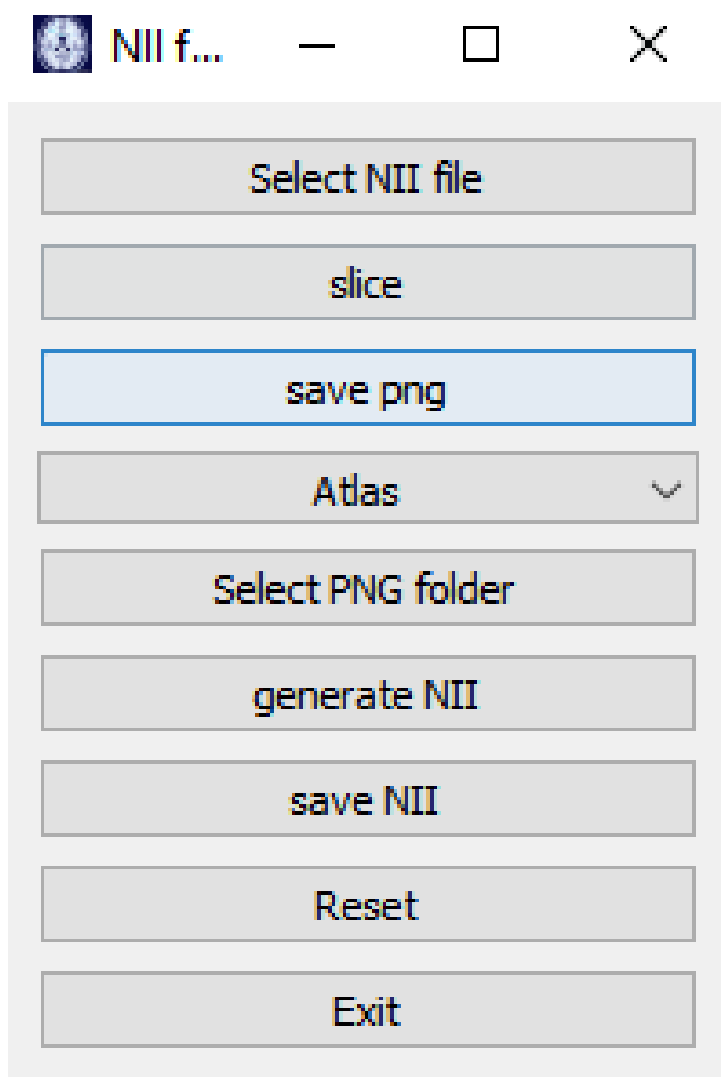 NII f...
Select NII file
slice
save png
Atlas
Select PNG folder
generate NII
save NII
Reset
Exit